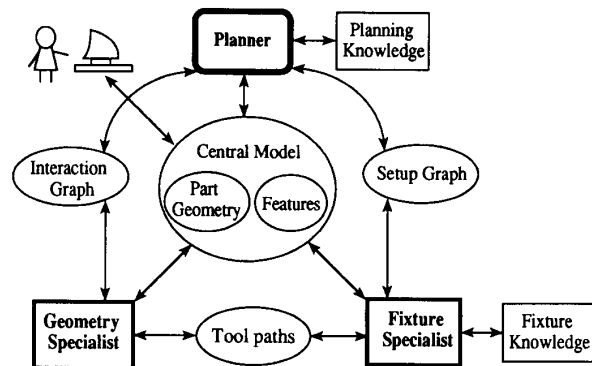 Planner
Planning
Knowledge
Interaction
Graph
Central Model
Part
Geometry
Features
Setup Graph
Geometry
Specialist
Tool paths
Fixture
Specialist
Fixture
Knowledge